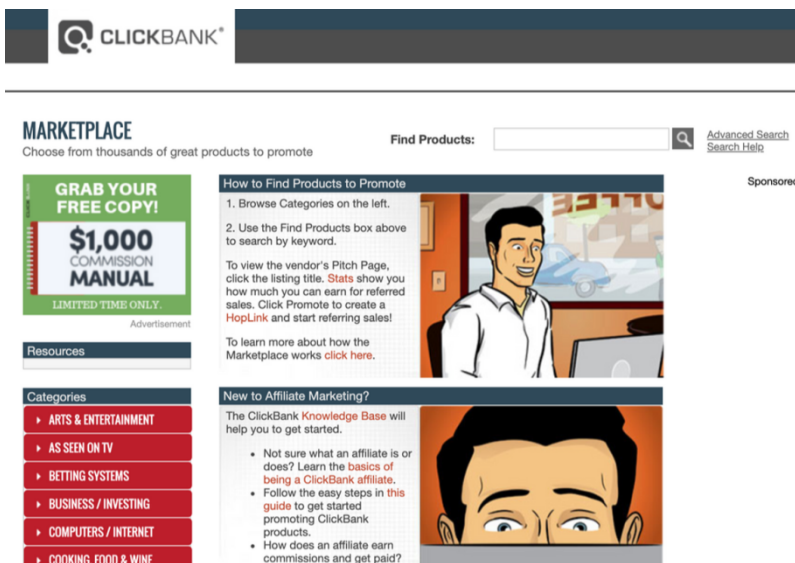 CLICKBANK®
MARKETPLACE
Choose from thousands of great products to promote
Find Products:
Advanced Search
Search Help
GRAB YOUR
FREE COPY!
$1,000
COMMISSION
MANUAL
LIMITED TIME ONLY.
Advertisement
Resources
Categories
ARTS & ENTERTAINMENT
AS SEEN ON TV
BETTING SYSTEMS
BUSINESS / INVESTING
COMPUTERS / INTERNET
COOKING, FOOD & WINE
How to Find Products to Promote
1. Browse Categories on the left.
2. Use the Find Products box above
to search by keyword.
To view the vendor's Pitch Page,
click the listing title. Stats show you
how much you can earn for referred
sales. Click Promote to create a
HopLink and start referring sales!
To learn more about how the
Marketplace works click here.
New to Affiliate Marketing?
The ClickBank Knowledge Base will
help you to get started.
• Not sure what an affiliate is or
does? Learn the basics of
being a ClickBank affiliate.
• Follow the easy steps in this
guide to get started
promoting ClickBank
products.
• How does an affiliate earn
commissions and get paid?
Sponsored